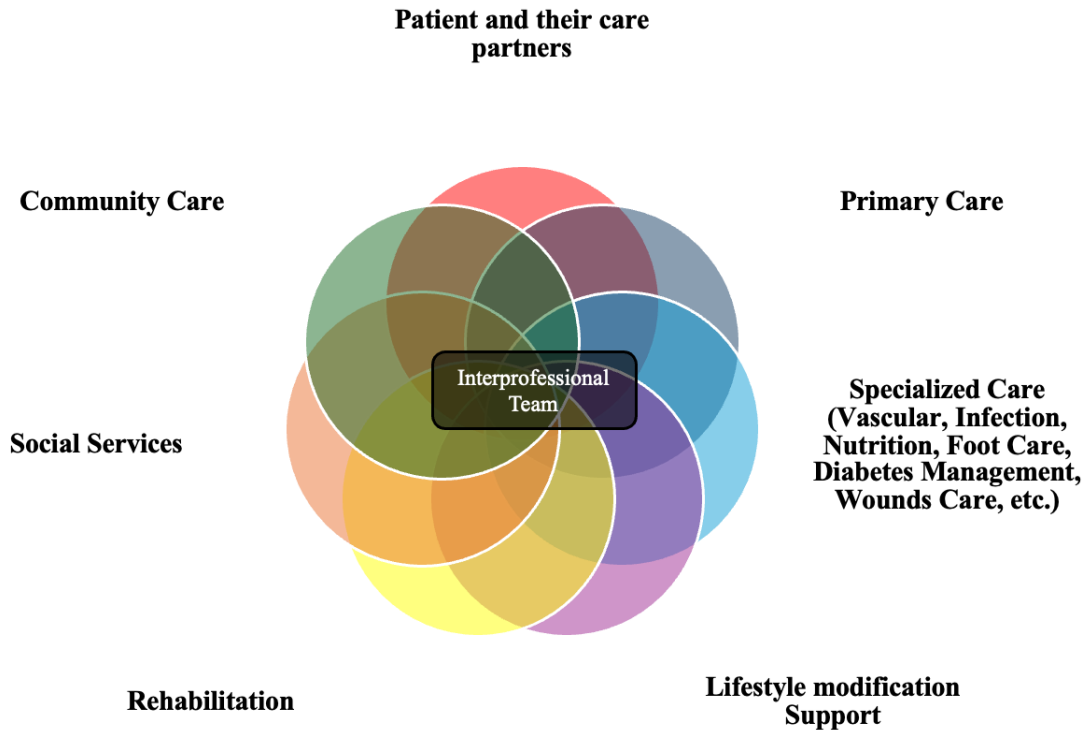 Patient and their care
partners
Community Care
Primary Care
Interprofessional
Team
Specialized Care
(Vascular, Infection,
Nutrition, Foot Care,
Diabetes Management,
Wounds Care, etc.)
Social Services
Lifestyle modification
Support
Rehabilitation